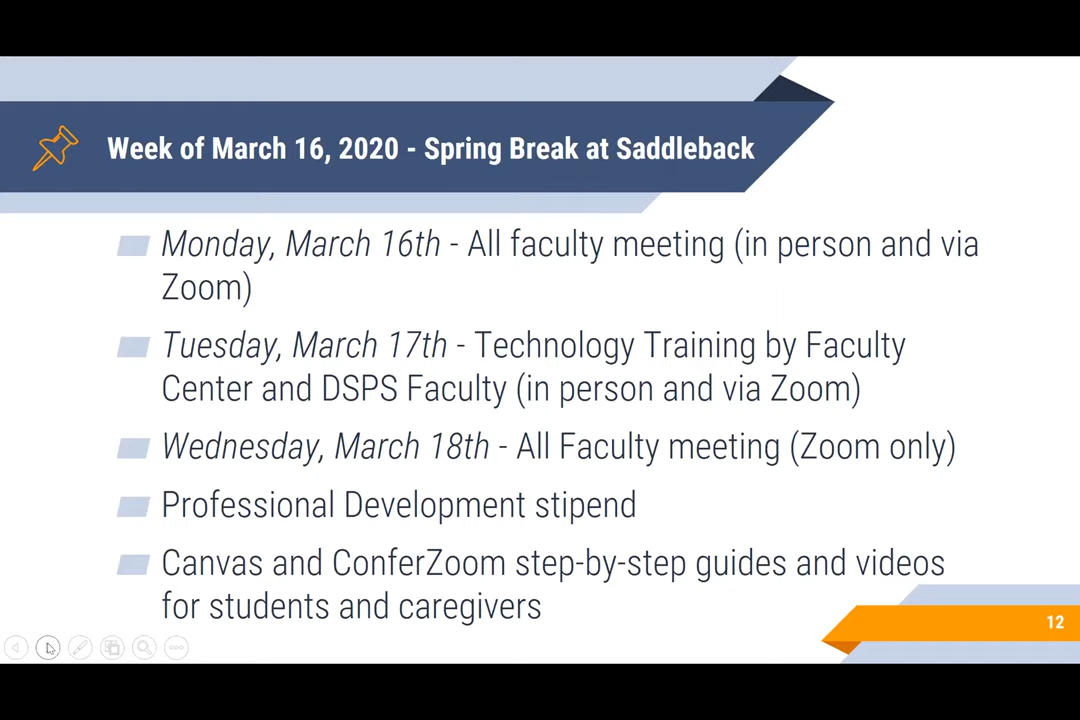 Week of March 16, 2020 - Spring Break at Saddleback
Monday, March 16th - All faculty meeting (in person and via
Zoom)
Tuesday, March 17th - Technology Training by Faculty
Center and DSPS Faculty (in person and via Zoom)
Wednesday, March 18th - All Faculty meeting (Zoom only)
Professional Development stipend
Canvas and ConferZoom step-by-step guides and videos
for students and caregivers
12